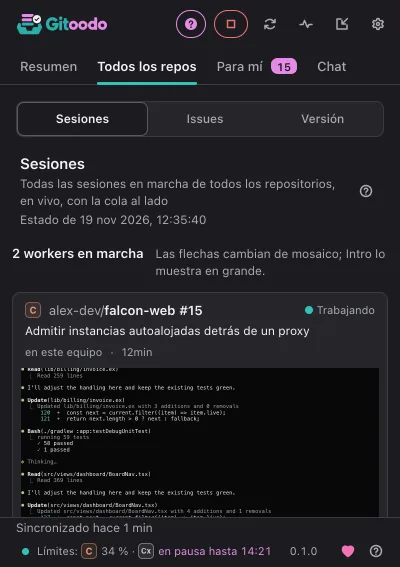 Gitoodo
Resumen
Todos los repos
Para mí 15
Chat
Sesiones
Issues
Versión
Sesiones
Todas las sesiones en marcha de todos los repositorios,
en vivo, con la cola al lado
Estado de 19 nov 2026, 12:35:40
2 workers en marcha
Las flechas cambian de mosaico; Intro lo
muestra en grande.
C alex-dev/falcon-web #15
Trabajando
Admitir instancias autoalojadas detrás de un proxy
en este equipo · 12min
Read(lib/billing/invoice.ex)
Read 259 lines
I'll adjust the handling here and keep the existing tests green.
Update(lib/billing/invoice.ex)
Updated lib/billing/invoice.ex with 3 additions and 0 removals
120 + const next = current.filter((item) => item.live);
121 + return next.length > 0 ? next : fallback;
Bash(./gradlew :app:testDebugUnitTest)
running 59 tests
✓ 58 passed
✓ 1 passed
Thinking…
Read(src/views/dashboard/BoardNav.tsx)
Read 369 lines
I'll adjust the handling here and keep the existing tests green.
Update(src/views/dashboard/BoardNav.tsx)
Updated src/views/dashboard/BoardNav.tsx with 4 additions and 1 removals
Sincronizado hace 1 min
Límites: C 34 % · Cx en pausa hasta 14:21
0.1.0